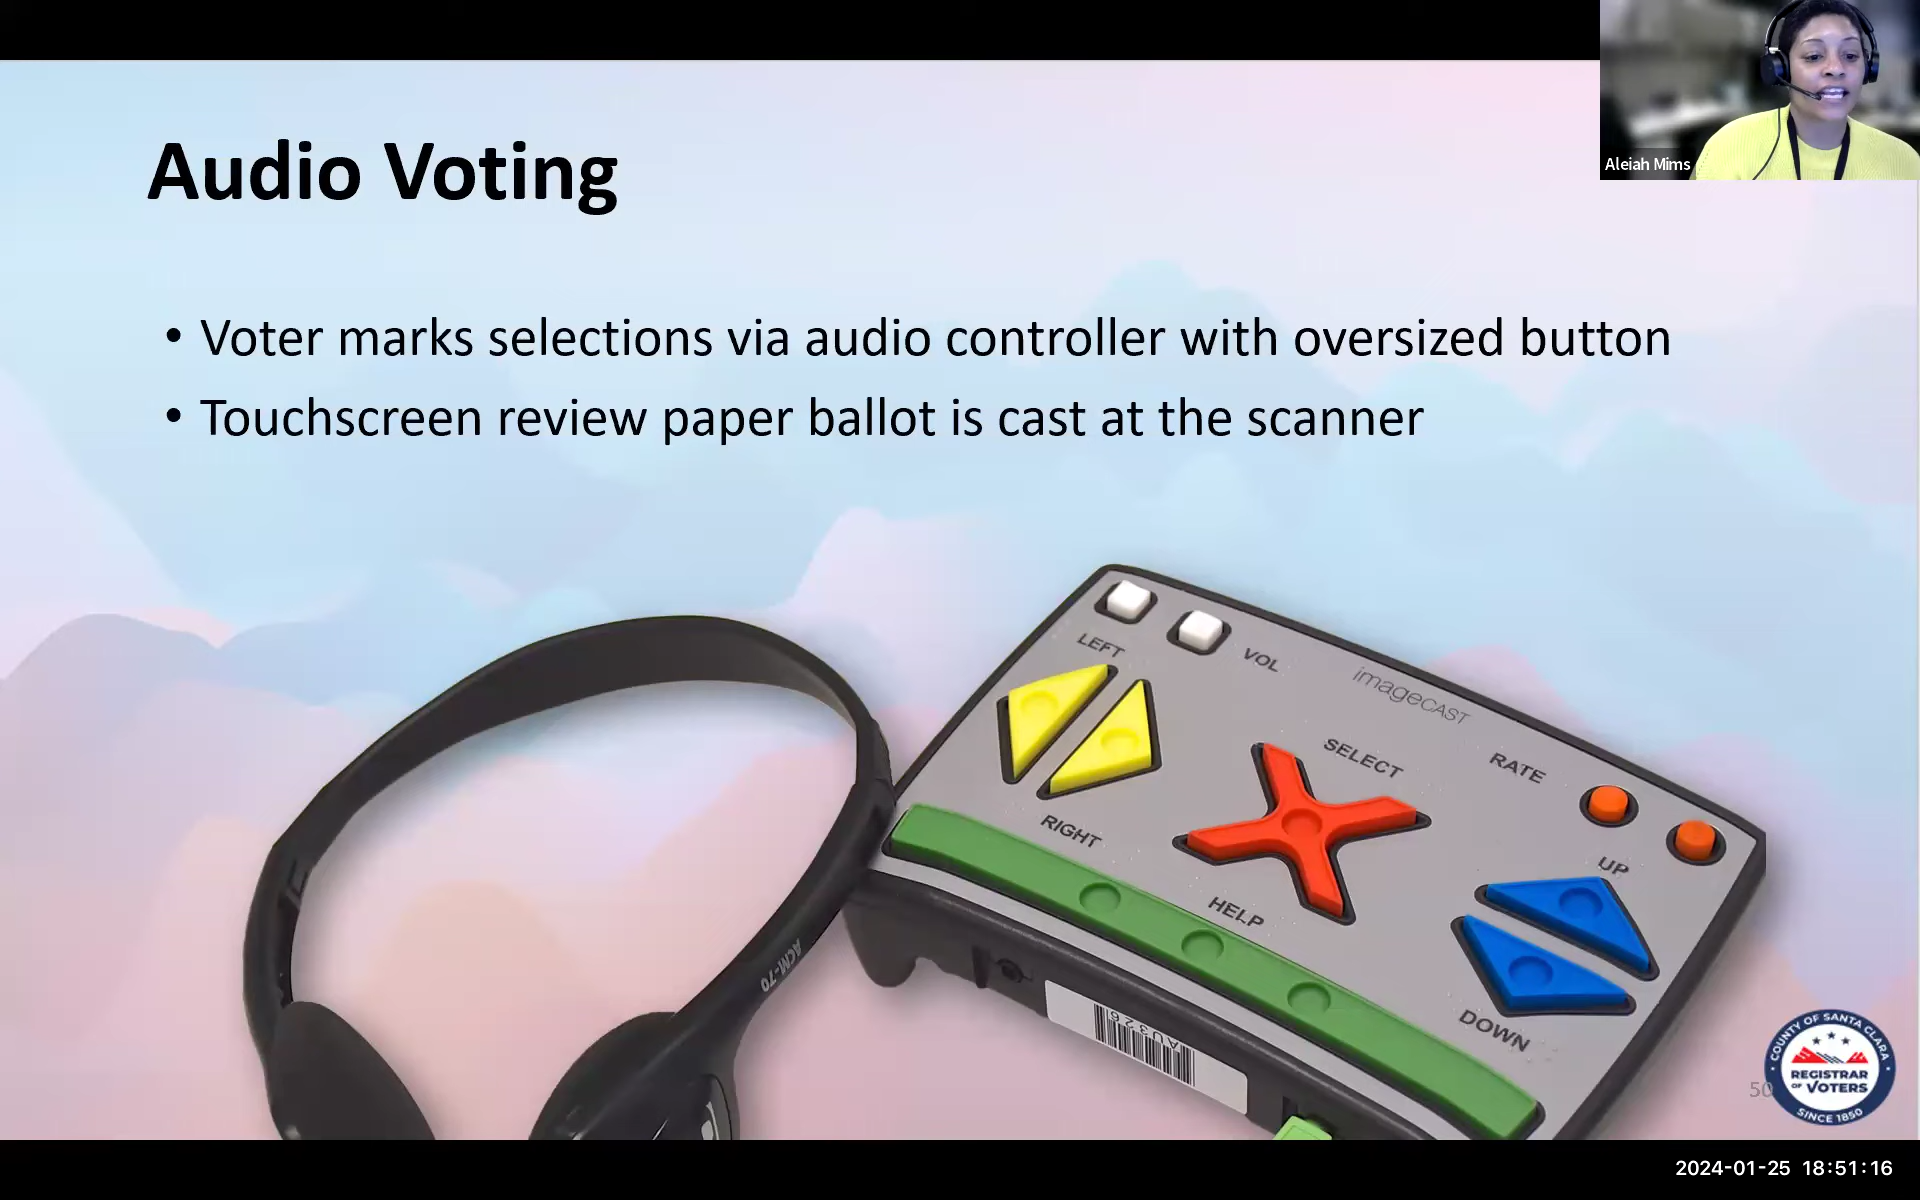 Aleiah Mims
Audio Voting
• Voter marks selections via audio controller with oversized button
• Touchscreen review paper ballot is cast at the scanner
LEFT
VOL
imageCAST
SELECT
RATE
RIGHT
UP
HELP
DOWN
ACM-70
AU326
50
COUNTY OF SANTA CLARA
REGISTRAR
OF VOTERS
SINCE 1850
2024-01-25 18:51:16